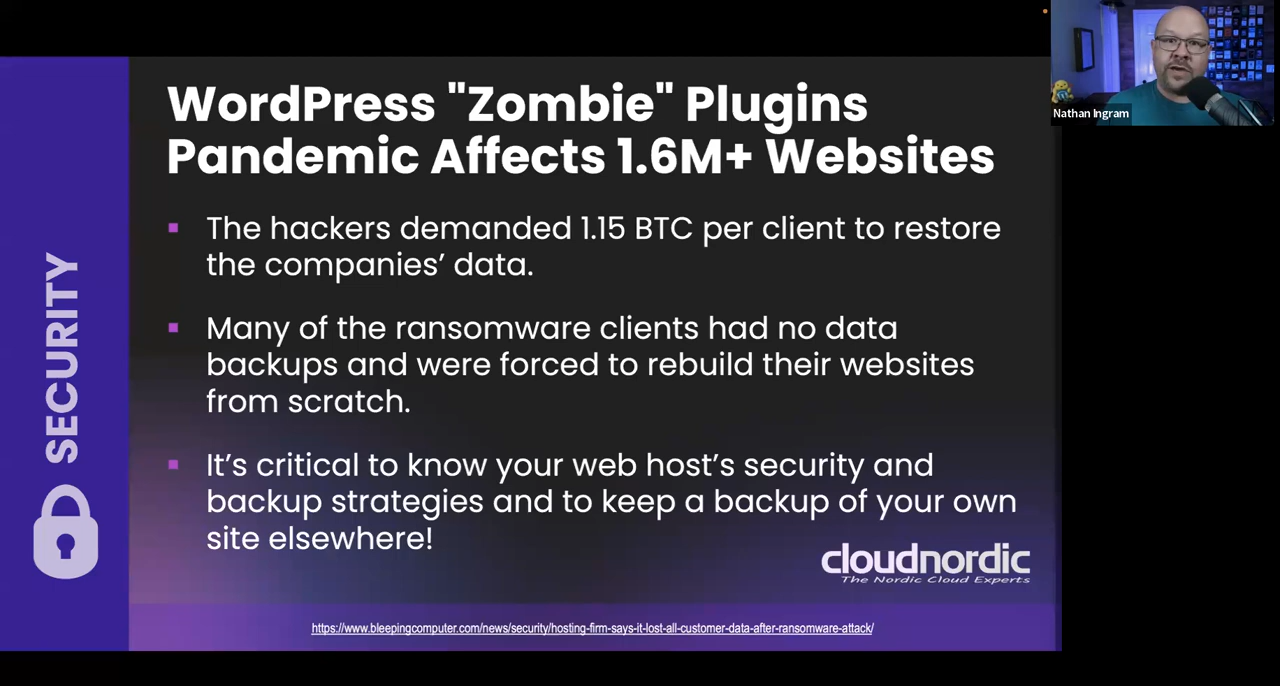 WordPress "Zombie" Plugins
Pandemic Affects 1.6M+ Websites
The hackers demanded 1.15 BTC per client to restore
the companies’ data.
Many of the ransomware clients had no data
backups and were forced to rebuild their websites
from scratch.
It’s critical to know your web host’s security and
backup strategies and to keep a backup of your own
site elsewhere!
SECURITY
cloudnordic
The Nordic Cloud Experts
https://www.bleepingcomputer.com/news/security/hosting-firm-says-it-lost-all-customer-data-after-ransomware-attack/
Nathan Ingram